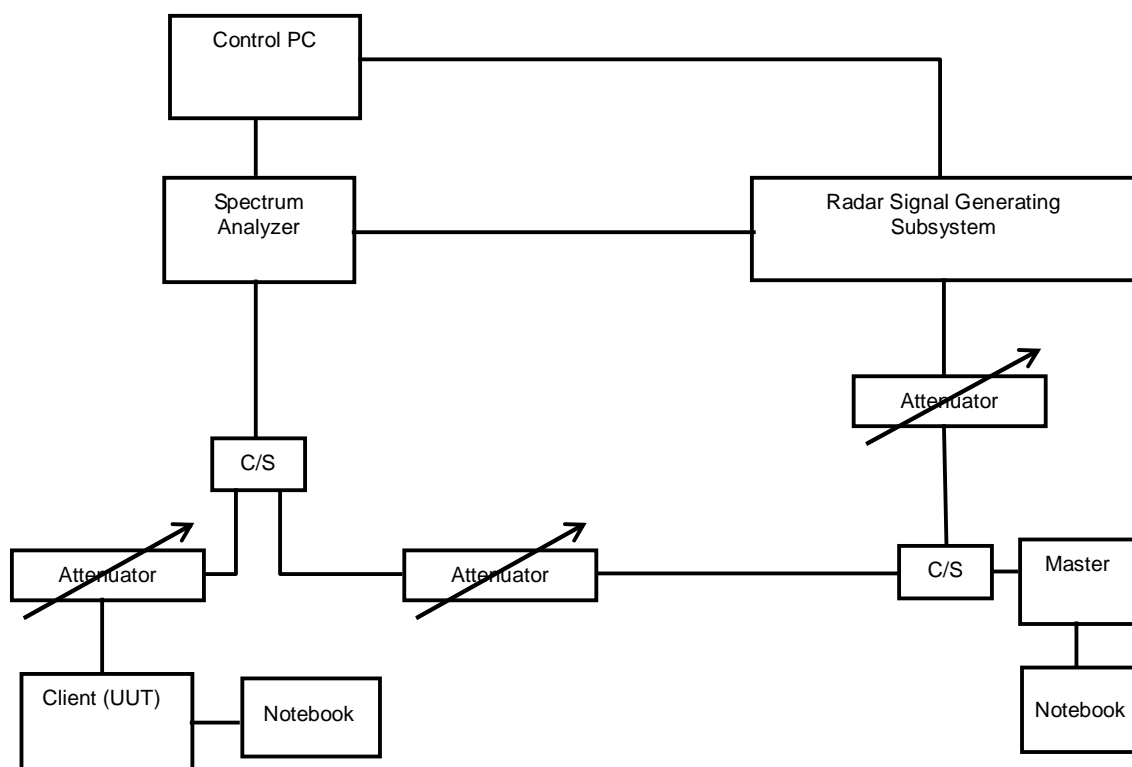 Control PC
Spectrum
Analyzer
Radar Signal Generating
Subsystem
Attenuator
C/S
Attenuator
Attenuator
C/S
Master
Client (UUT)
Notebook
Notebook